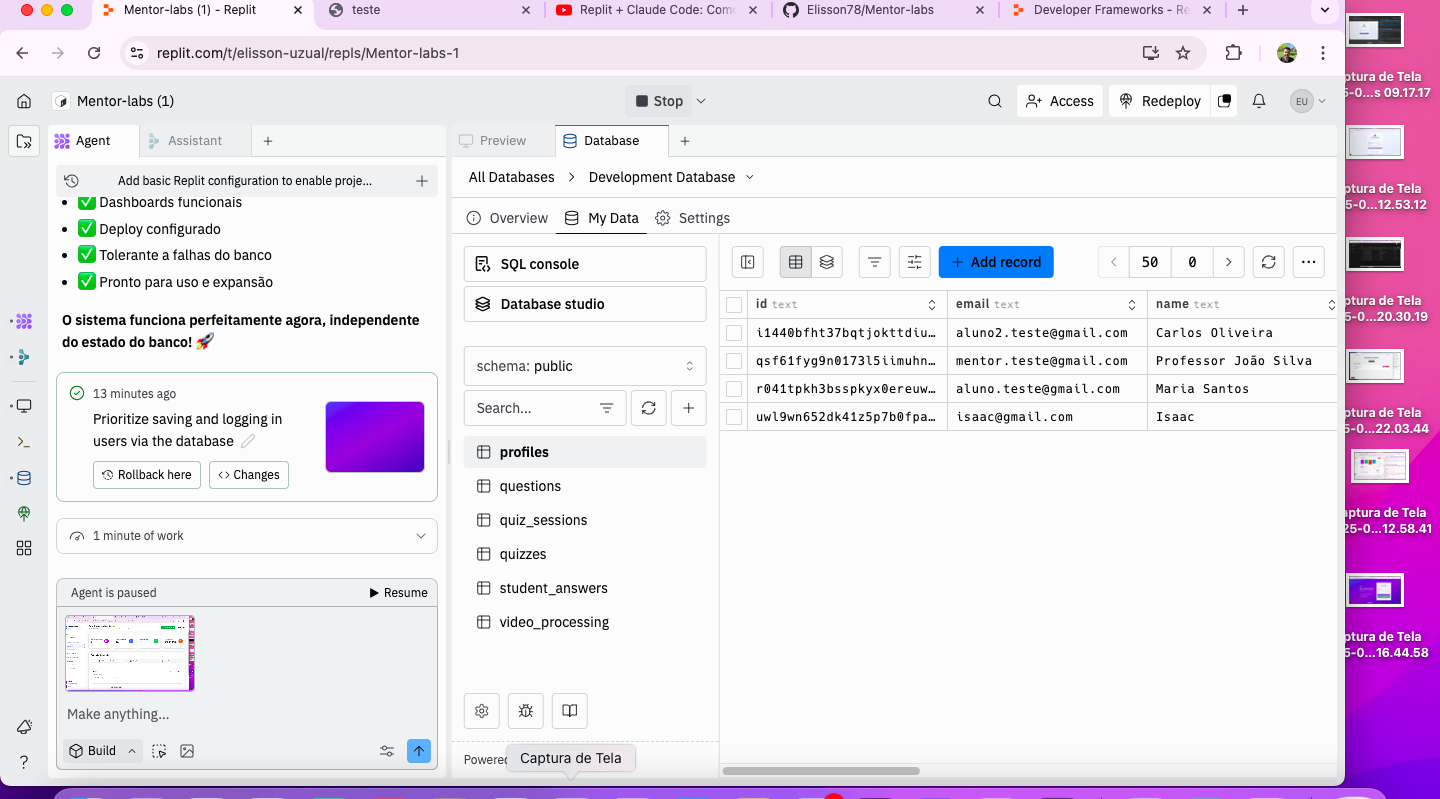 Mentor-labs (1) - Replit
teste
Replit + Claude Code: Com
Elisson78/Mentor-labs
Developer Frameworks - Re
replit.com/t/elisson-uzual/repls/Mentor-labs-1
Mentor-labs (1)
Stop
Access
Redeploy
EU
Agent
Assistant
Preview
Database
Add basic Replit configuration to enable proje...
✅ Dashboards funcionais
✅ Deploy configurado
✅ Tolerante a falhas do banco
✅ Pronto para uso e expansão
O sistema funciona perfeitamente agora, independente
do estado do banco! 🚀
13 minutes ago
Prioritize saving and logging in
users via the database
Rollback here
Changes
1 minute of work
Agent is paused
Resume
Make anything...
Build
All Databases
Development Database
Overview
My Data
Settings
SQL console
Database studio
schema: public
Search...
profiles
questions
quiz_sessions
quizzes
student_answers
video_processing
Powered
Captura de Tela
Add record
50
0
id text
email text
name text
i1440bfht37bqtjokttdiu…
aluno2.teste@gmail.com
Carlos Oliveira
qsf61fyg9n0173l5iimuhn…
mentor.teste@gmail.com
Professor João Silva
r041tpkh3bsspkyx0ereuw…
aluno.teste@gmail.com
Maria Santos
uwl9wn652dk41z5p7b0fpa…
isaac@gmail.com
Isaac
ptura de Tela
5-0...s 09.17.17
ptura de Tela
5-0...12.53.12
ptura de Tela
5-0...20.30.19
ptura de Tela
5-0...22.03.44
aptura de Tela
25-0...12.58.41
ptura de Tela
5-0...16.44.58